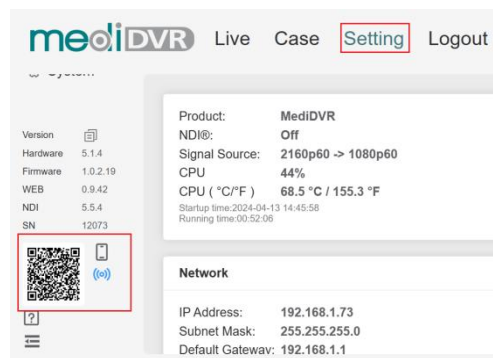 mediDVR Live Case Setting Logout
System
Version
Hardware 5.1.4
Firmware 1.0.2.19
WEB 0.9.42
NDI 5.5.4
SN 12073
?
Product: MediDVR
NDI®: Off
Signal Source: 2160p60 -> 1080p60
CPU 44%
CPU ( °C/°F ) 68.5 °C / 155.3 °F
Startup time:2024-04-13 14:45:58
Running time:00:52:06
Network
IP Address: 192.168.1.73
Subnet Mask: 255.255.255.0
Default Gateway: 192.168.1.1